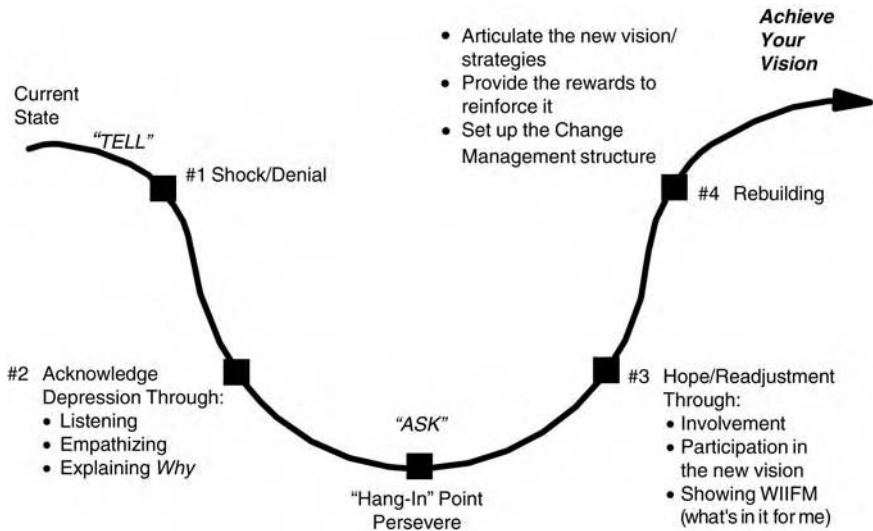 Current
State
"TELL"
#1 Shock/Denial
#2 Acknowledge
Depression Through:
• Listening
• Empathizing
• Explaining Why
"ASK"
"Hang-In" Point
Persevere
#3 Hope/Readjustment
Through:
• Involvement
• Participation in
the new vision
• Showing WIIFM
(what's in it for me)
#4 Rebuilding
• Articulate the new vision/
strategies
• Provide the rewards to
reinforce it
• Set up the Change
Management structure
Achieve
Your
Vision